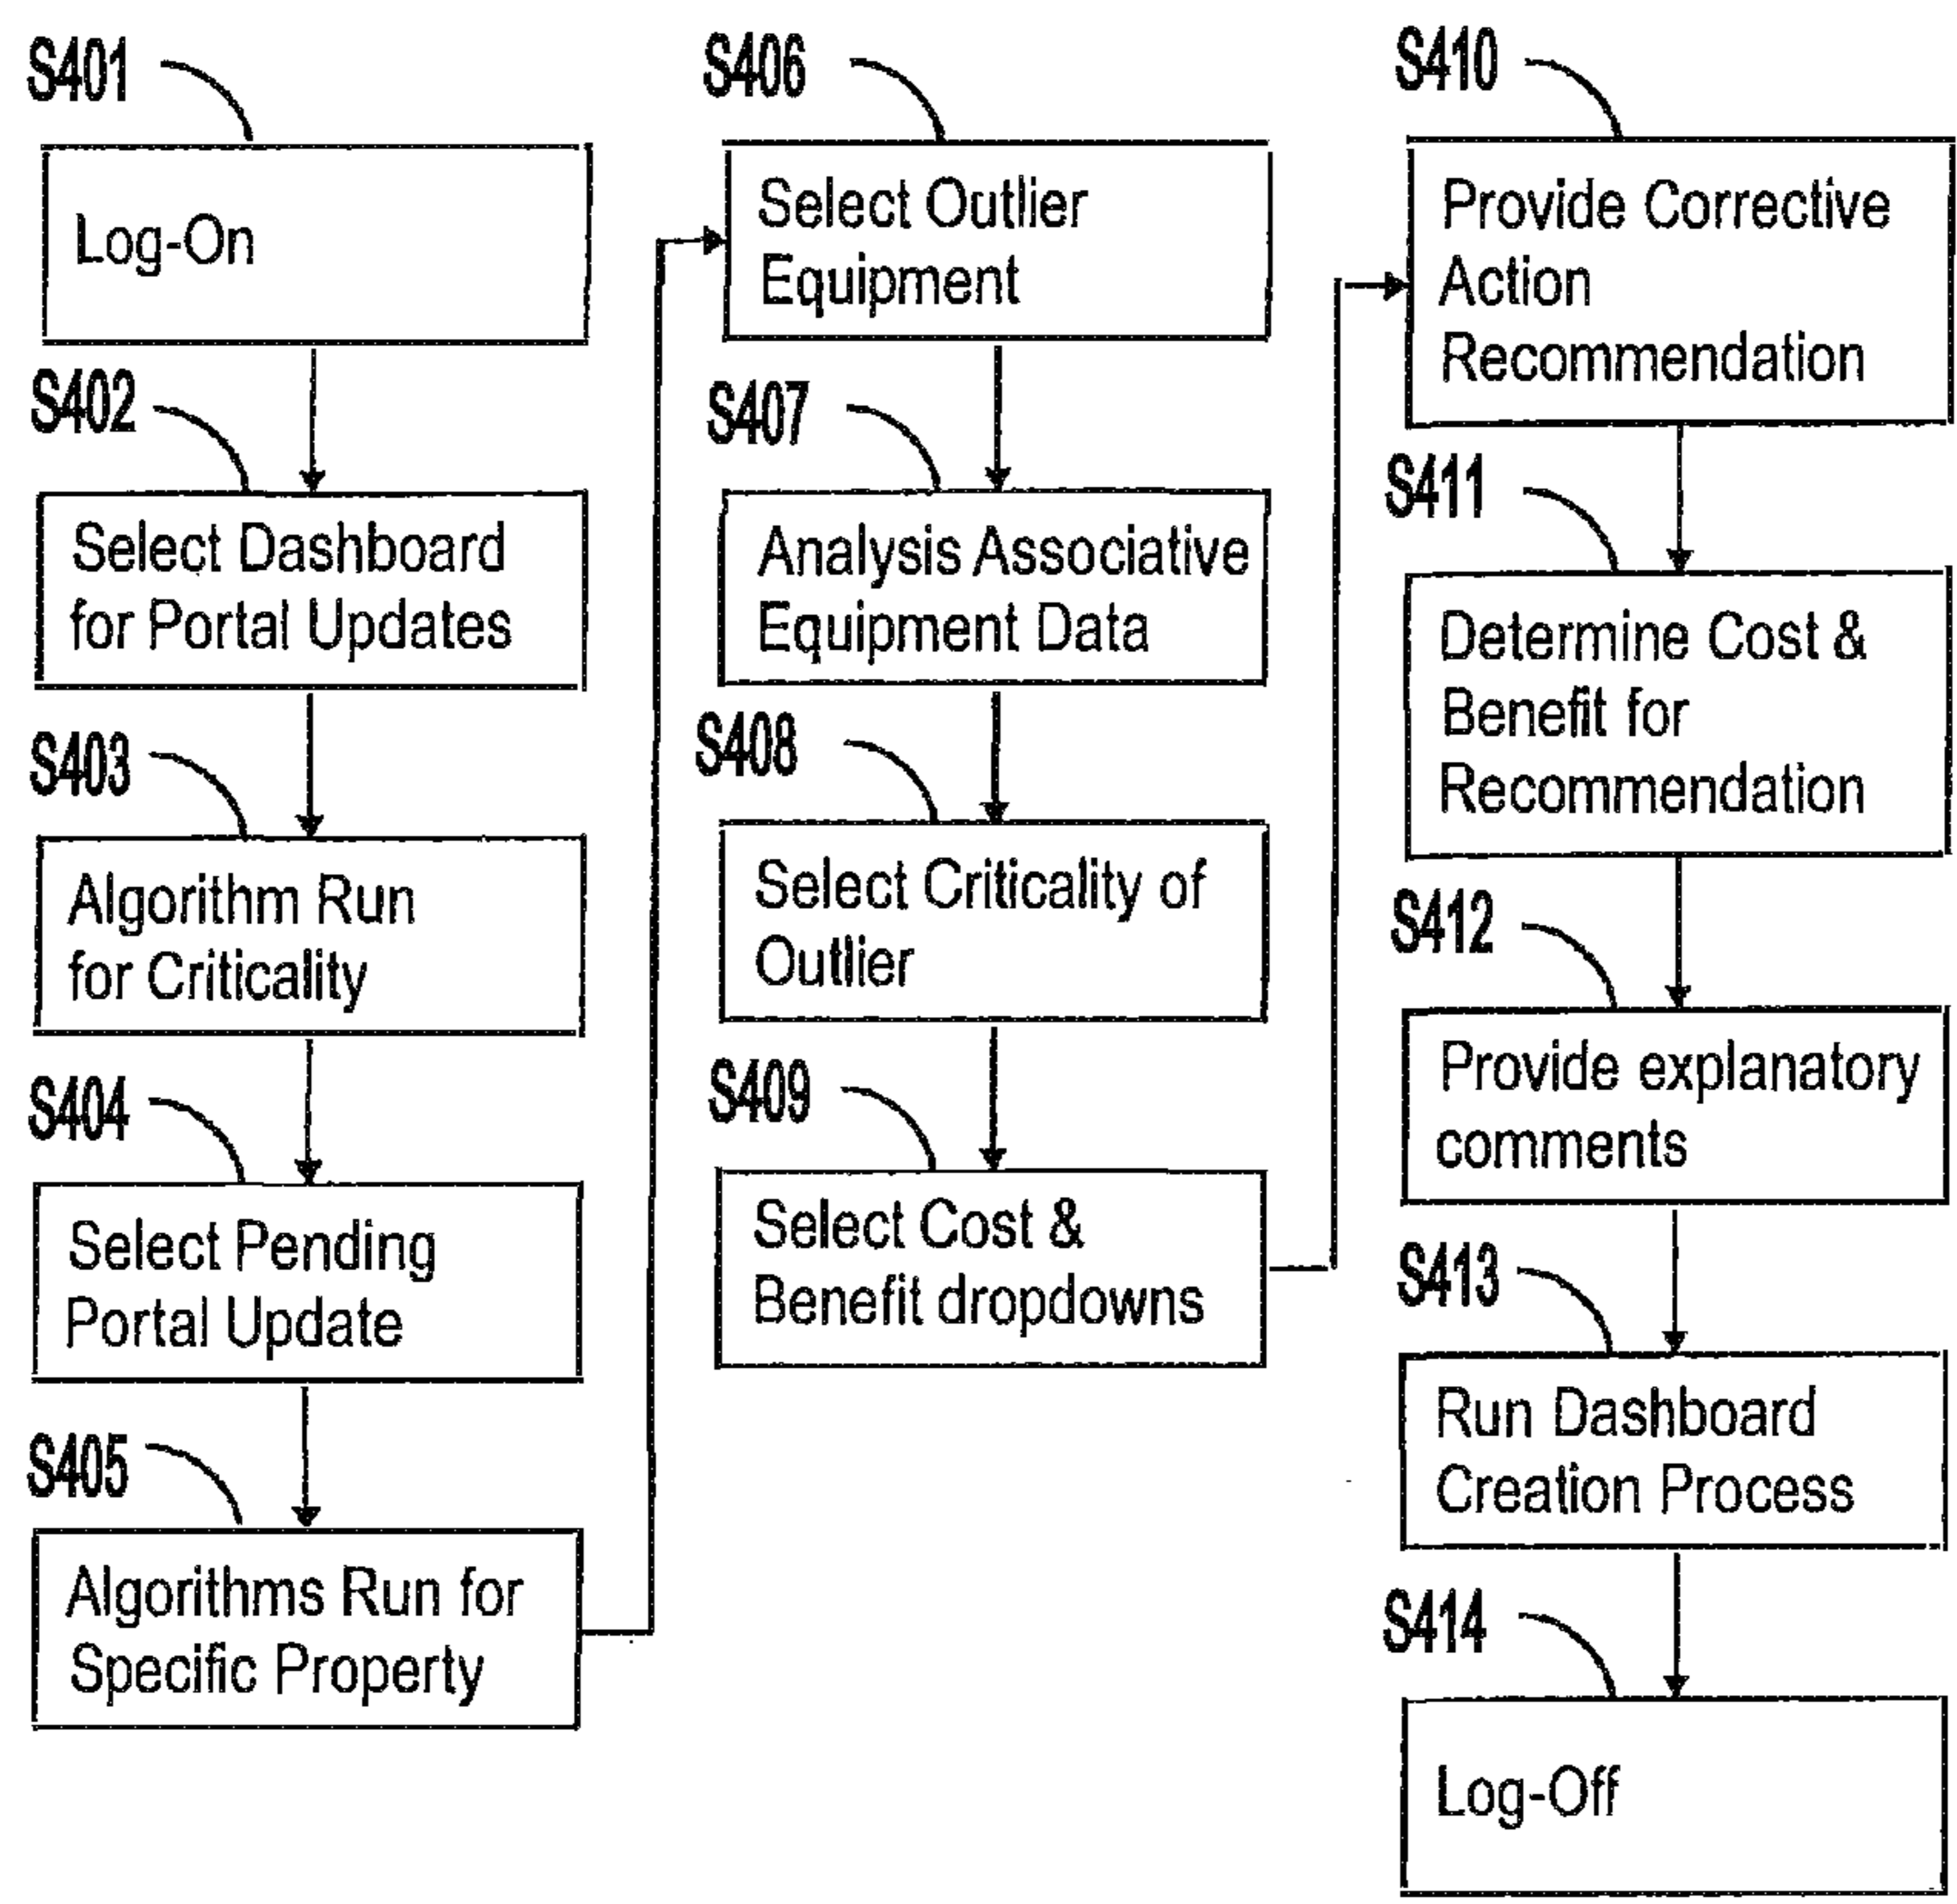 S401
Log-On
S402
Select Dashboard
for Portal Updates
S403
Algorithm Run
for Criticality
S404
Select Pending
Portal Update
S405
Algorithms Run for
Specific Property
S406
Select Outlier
Equipment
S407
Analysis Associative
Equipment Data
S408
Select Criticality of
Outlier
S409
Select Cost &
Benefit dropdowns
S410
Provide Corrective
Action
Recommendation
S411
Determine Cost &
Benefit for
Recommendation
S412
Provide explanatory
comments
S413
Run Dashboard
Creation Process
S414
Log-Off